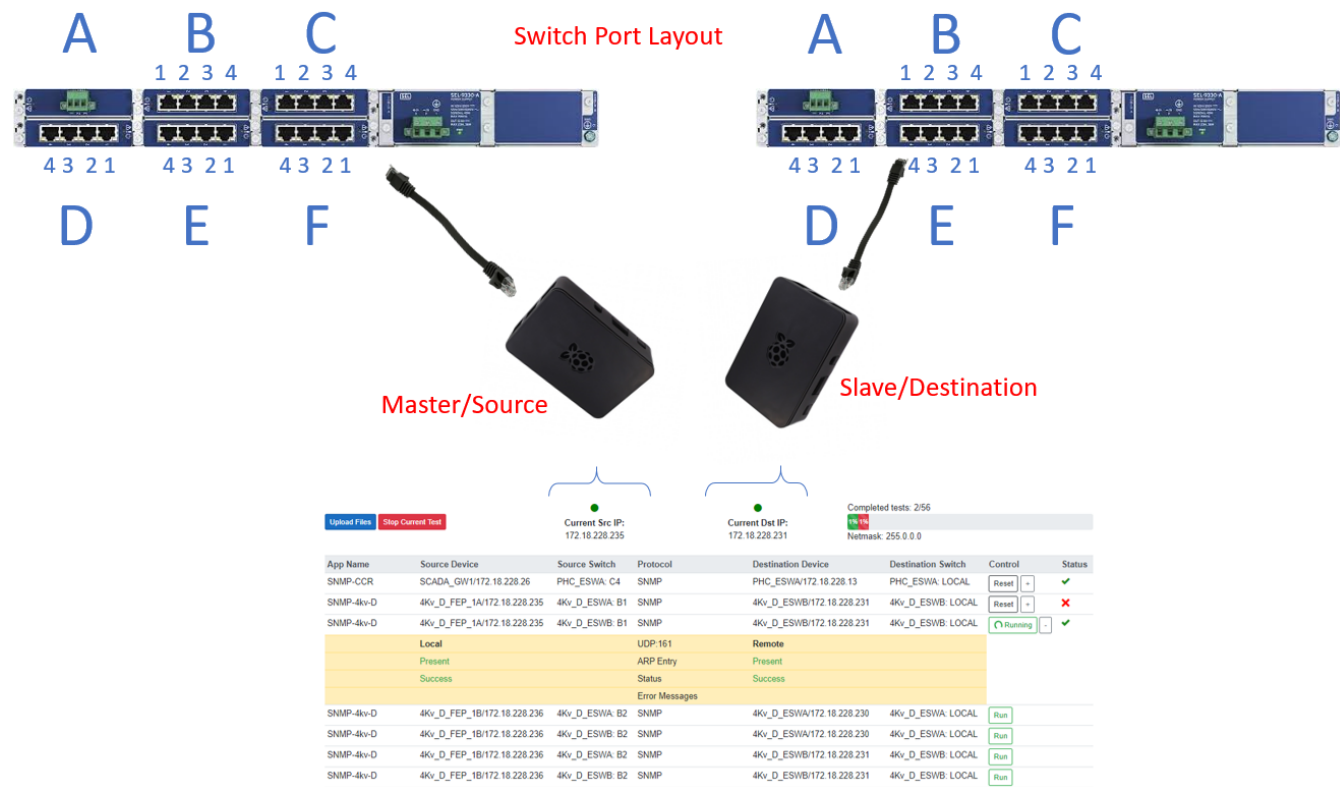 Switch Port Layout
A B C
1 2 3 4 1 2 3 4
SEL SEL-9330-A
4 3 2 1 4 3 2 1 4 3 2 1
D E F
A B C
1 2 3 4 1 2 3 4
SEL SEL-9330-A
4 3 2 1 4 3 2 1 4 3 2 1
D E F
Master/Source
Slave/Destination
Upload Files Stop Current Test
Current Src IP:
172.18.228.235
Current Dst IP:
172.18.228.231
Completed tests: 2/56
1% 1%
Netmask: 255.0.0.0
App Name Source Device Source Switch Protocol Destination Device Destination Switch Control Status
SNMP-CCR SCADA_GW1/172.18.228.26 PHC_ESWA: C4 SNMP PHC_ESWA/172.18.228.13 PHC_ESWA: LOCAL Reset +
SNMP-4kv-D 4Kv_D_FEP_1A/172.18.228.235 4Kv_D_ESWA: B1 SNMP 4Kv_D_ESWB/172.18.228.231 4Kv_D_ESWB: LOCAL Reset +
SNMP-4kv-D 4Kv_D_FEP_1A/172.18.228.235 4Kv_D_ESWB: B1 SNMP 4Kv_D_ESWB/172.18.228.231 4Kv_D_ESWB: LOCAL Running -
Local UDP:161 Remote
Present ARP Entry Present
Success Status Success
Error Messages
SNMP-4kv-D 4Kv_D_FEP_1B/172.18.228.236 4Kv_D_ESWA: B2 SNMP 4Kv_D_ESWA/172.18.228.230 4Kv_D_ESWA: LOCAL Run
SNMP-4kv-D 4Kv_D_FEP_1B/172.18.228.236 4Kv_D_ESWB: B2 SNMP 4Kv_D_ESWA/172.18.228.230 4Kv_D_ESWA: LOCAL Run
SNMP-4kv-D 4Kv_D_FEP_1B/172.18.228.236 4Kv_D_ESWA: B2 SNMP 4Kv_D_ESWB/172.18.228.231 4Kv_D_ESWB: LOCAL Run
SNMP-4kv-D 4Kv_D_FEP_1B/172.18.228.236 4Kv_D_ESWB: B2 SNMP 4Kv_D_ESWB/172.18.228.231 4Kv_D_ESWB: LOCAL Run